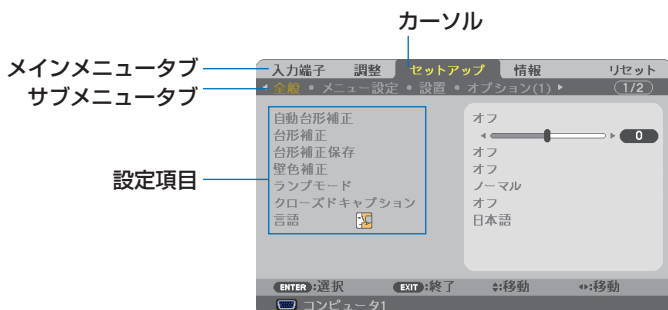 カーソル
メインメニュータブ
サブメニュータブ
設定項目
入力端子 調整 セットアップ 情報 リセット
全般 • メニュー設定 • 設置 • オプション(1) (1/2)
自動台形補正 オフ
台形補正 0
台形補正保存 オフ
壁色補正 オフ
ランプモード ノーマル
クローズドキャプション オフ
言語 日本語
ENTER:選択 EXIT:終了 :移動 :移動
コンピュータ1